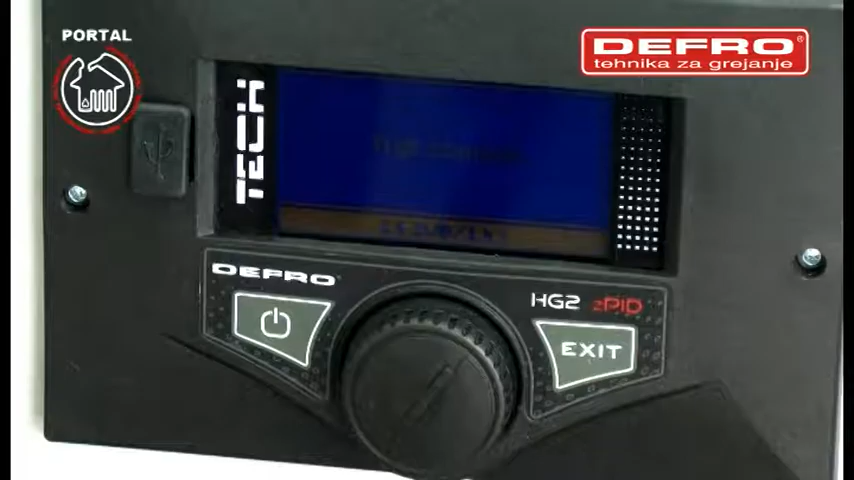 PORTAL
DEFRO®
tehnika za grejanje
TECH
DEFRO
HG2 zPID
EXIT